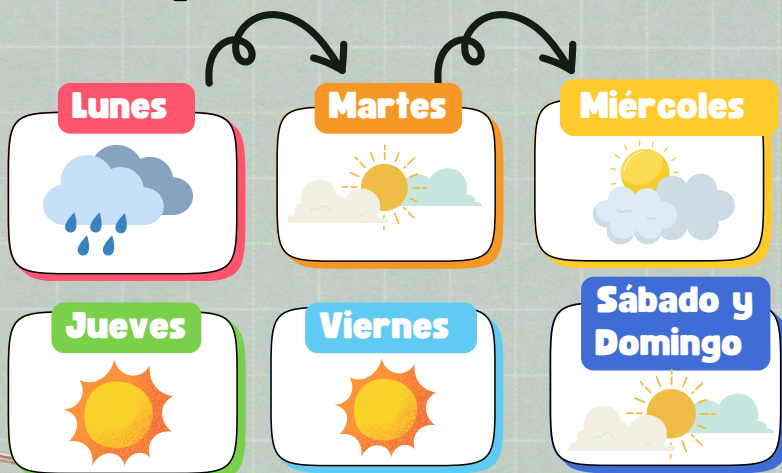 Lunes
Martes
Miércoles
Jueves
Viernes
Sábado y
Domingo